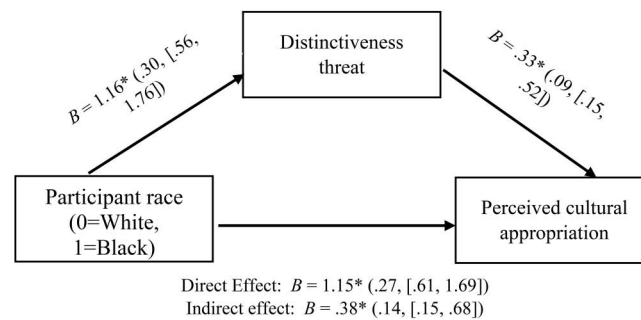 Distinctiveness
threat
B = 1.16* (.30, [.56,
1.76])
B = .33* (.09, [.15,
.52])
Participant race
(0=White,
1=Black)
Perceived cultural
appropriation
Direct Effect: B = 1.15* (.27, [.61, 1.69])
Indirect effect: B = .38* (.14, [.15, .68])